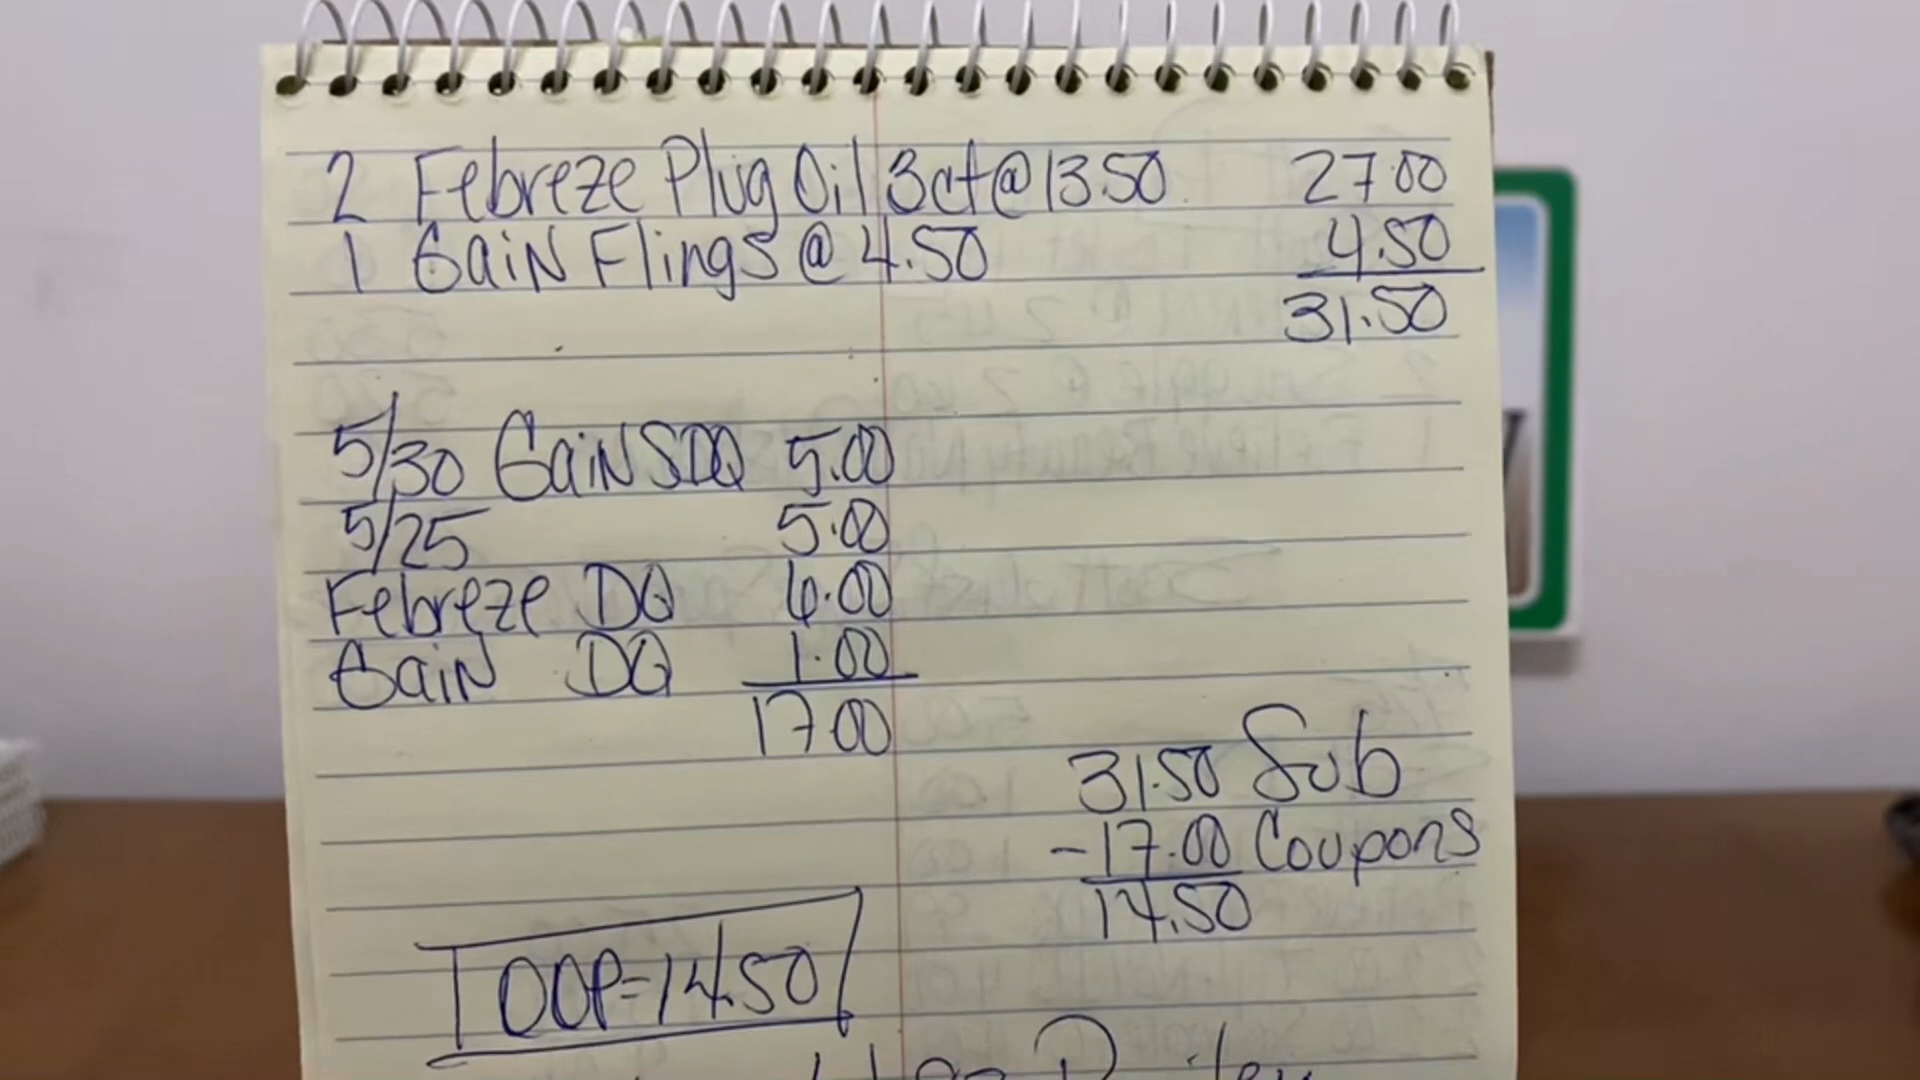 2 Febreze Plug Oil 3ct@13.50 27.00
1 Gain Flings @ 4.50 4.50
31.50
5/30 Gain SDQ 5.00
5/25 5.00
Febreze DQ 6.00
Gain DQ 1.00
17.00
31.50 Sub
-17.00 Coupons
14.50
OOP=14.50